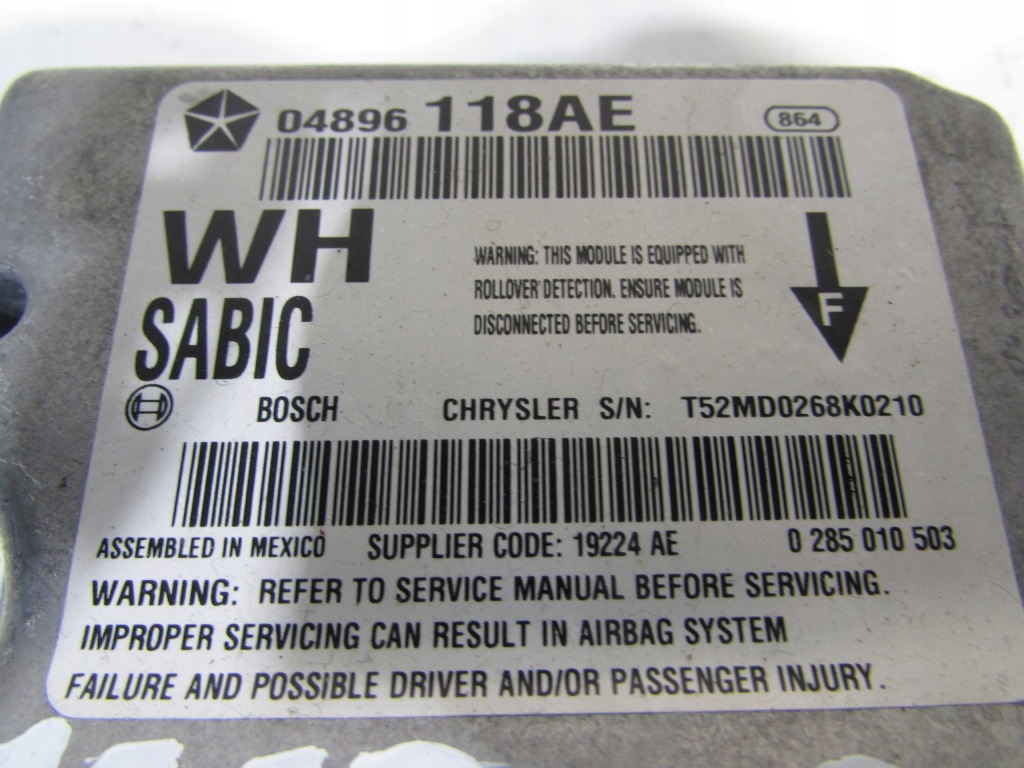 04896 118AE 864
WH
SABIC
WARNING: THIS MODULE IS EQUIPPED WITH
ROLLOVER DETECTION. ENSURE MODULE IS
DISCONNECTED BEFORE SERVICING.
F
BOSCH CHRYSLER S/N: T52MD0268K0210
ASSEMBLED IN MEXICO SUPPLIER CODE: 19224 AE 0 285 010 503
WARNING: REFER TO SERVICE MANUAL BEFORE SERVICING.
IMPROPER SERVICING CAN RESULT IN AIRBAG SYSTEM
FAILURE AND POSSIBLE DRIVER AND/OR PASSENGER INJURY.